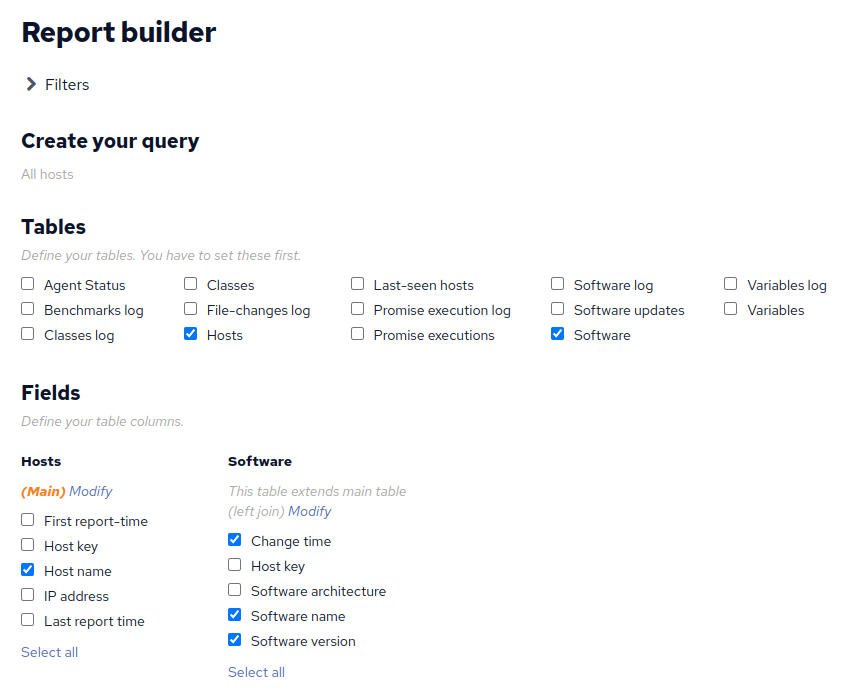 Report builder
Filters
Create your query
All hosts
Tables
Define your tables. You have to set these first.
Agent Status Classes Last-seen hosts Software log Variables log
Benchmarks log File-changes log Promise execution log Software updates Variables
Classes log Hosts Promise executions Software
Fields
Define your table columns.
Hosts
(Main) Modify
First report-time
Host key
Host name
IP address
Last report time
Select all
Software
This table extends main table
(left join) Modify
Change time
Host key
Software architecture
Software name
Software version
Select all